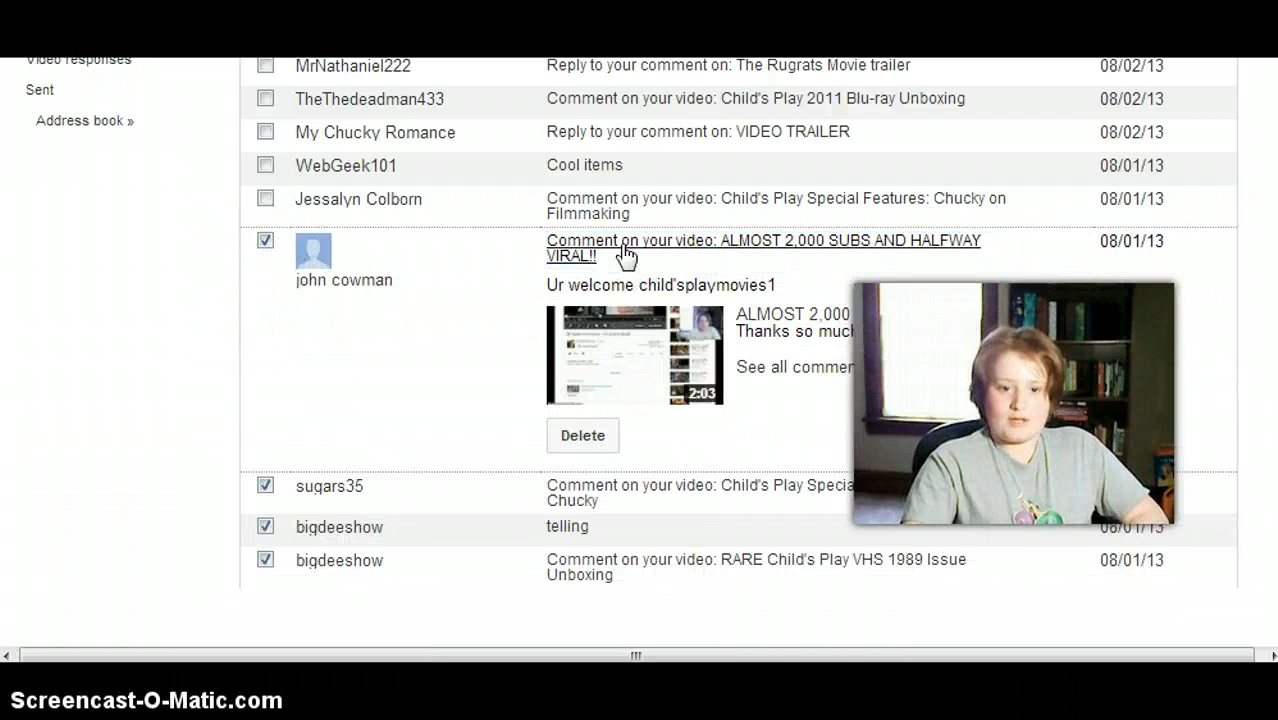 Video responses
MrNathaniel222 Reply to your comment on: The Rugrats Movie trailer 08/02/13
Sent
TheThedeadman433 Comment on your video: Child's Play 2011 Blu-ray Unboxing 08/02/13
Address book »
My Chucky Romance Reply to your comment on: VIDEO TRAILER 08/02/13
WebGeek101 Cool items 08/01/13
Jessalyn Colborn Comment on your video: Child's Play Special Features: Chucky on 08/01/13
Filmmaking
Comment on your video: ALMOST 2,000 SUBS AND HALFWAY 08/01/13
VIRAL!!
john cowman
Ur welcome child'splaymovies1
ALMOST 2,000
Thanks so much
See all commen
2:03
Delete
sugars35 Comment on your video: Child's Play Specia
Chucky
bigdeeshow telling 08/01/13
bigdeeshow Comment on your video: RARE Child's Play VHS 1989 Issue 08/01/13
Unboxing
Screencast-O-Matic.com